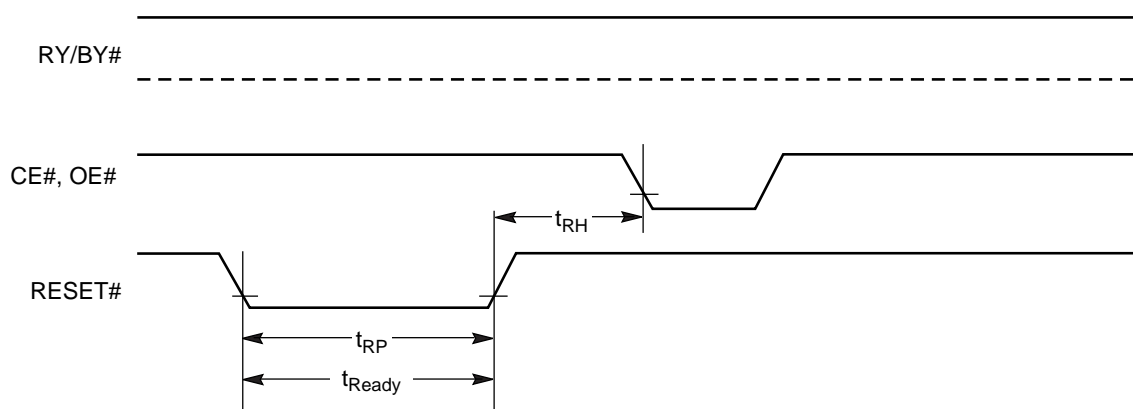 RY/BY#
CE#, OE#
tRH
RESET#
tRP
tReady